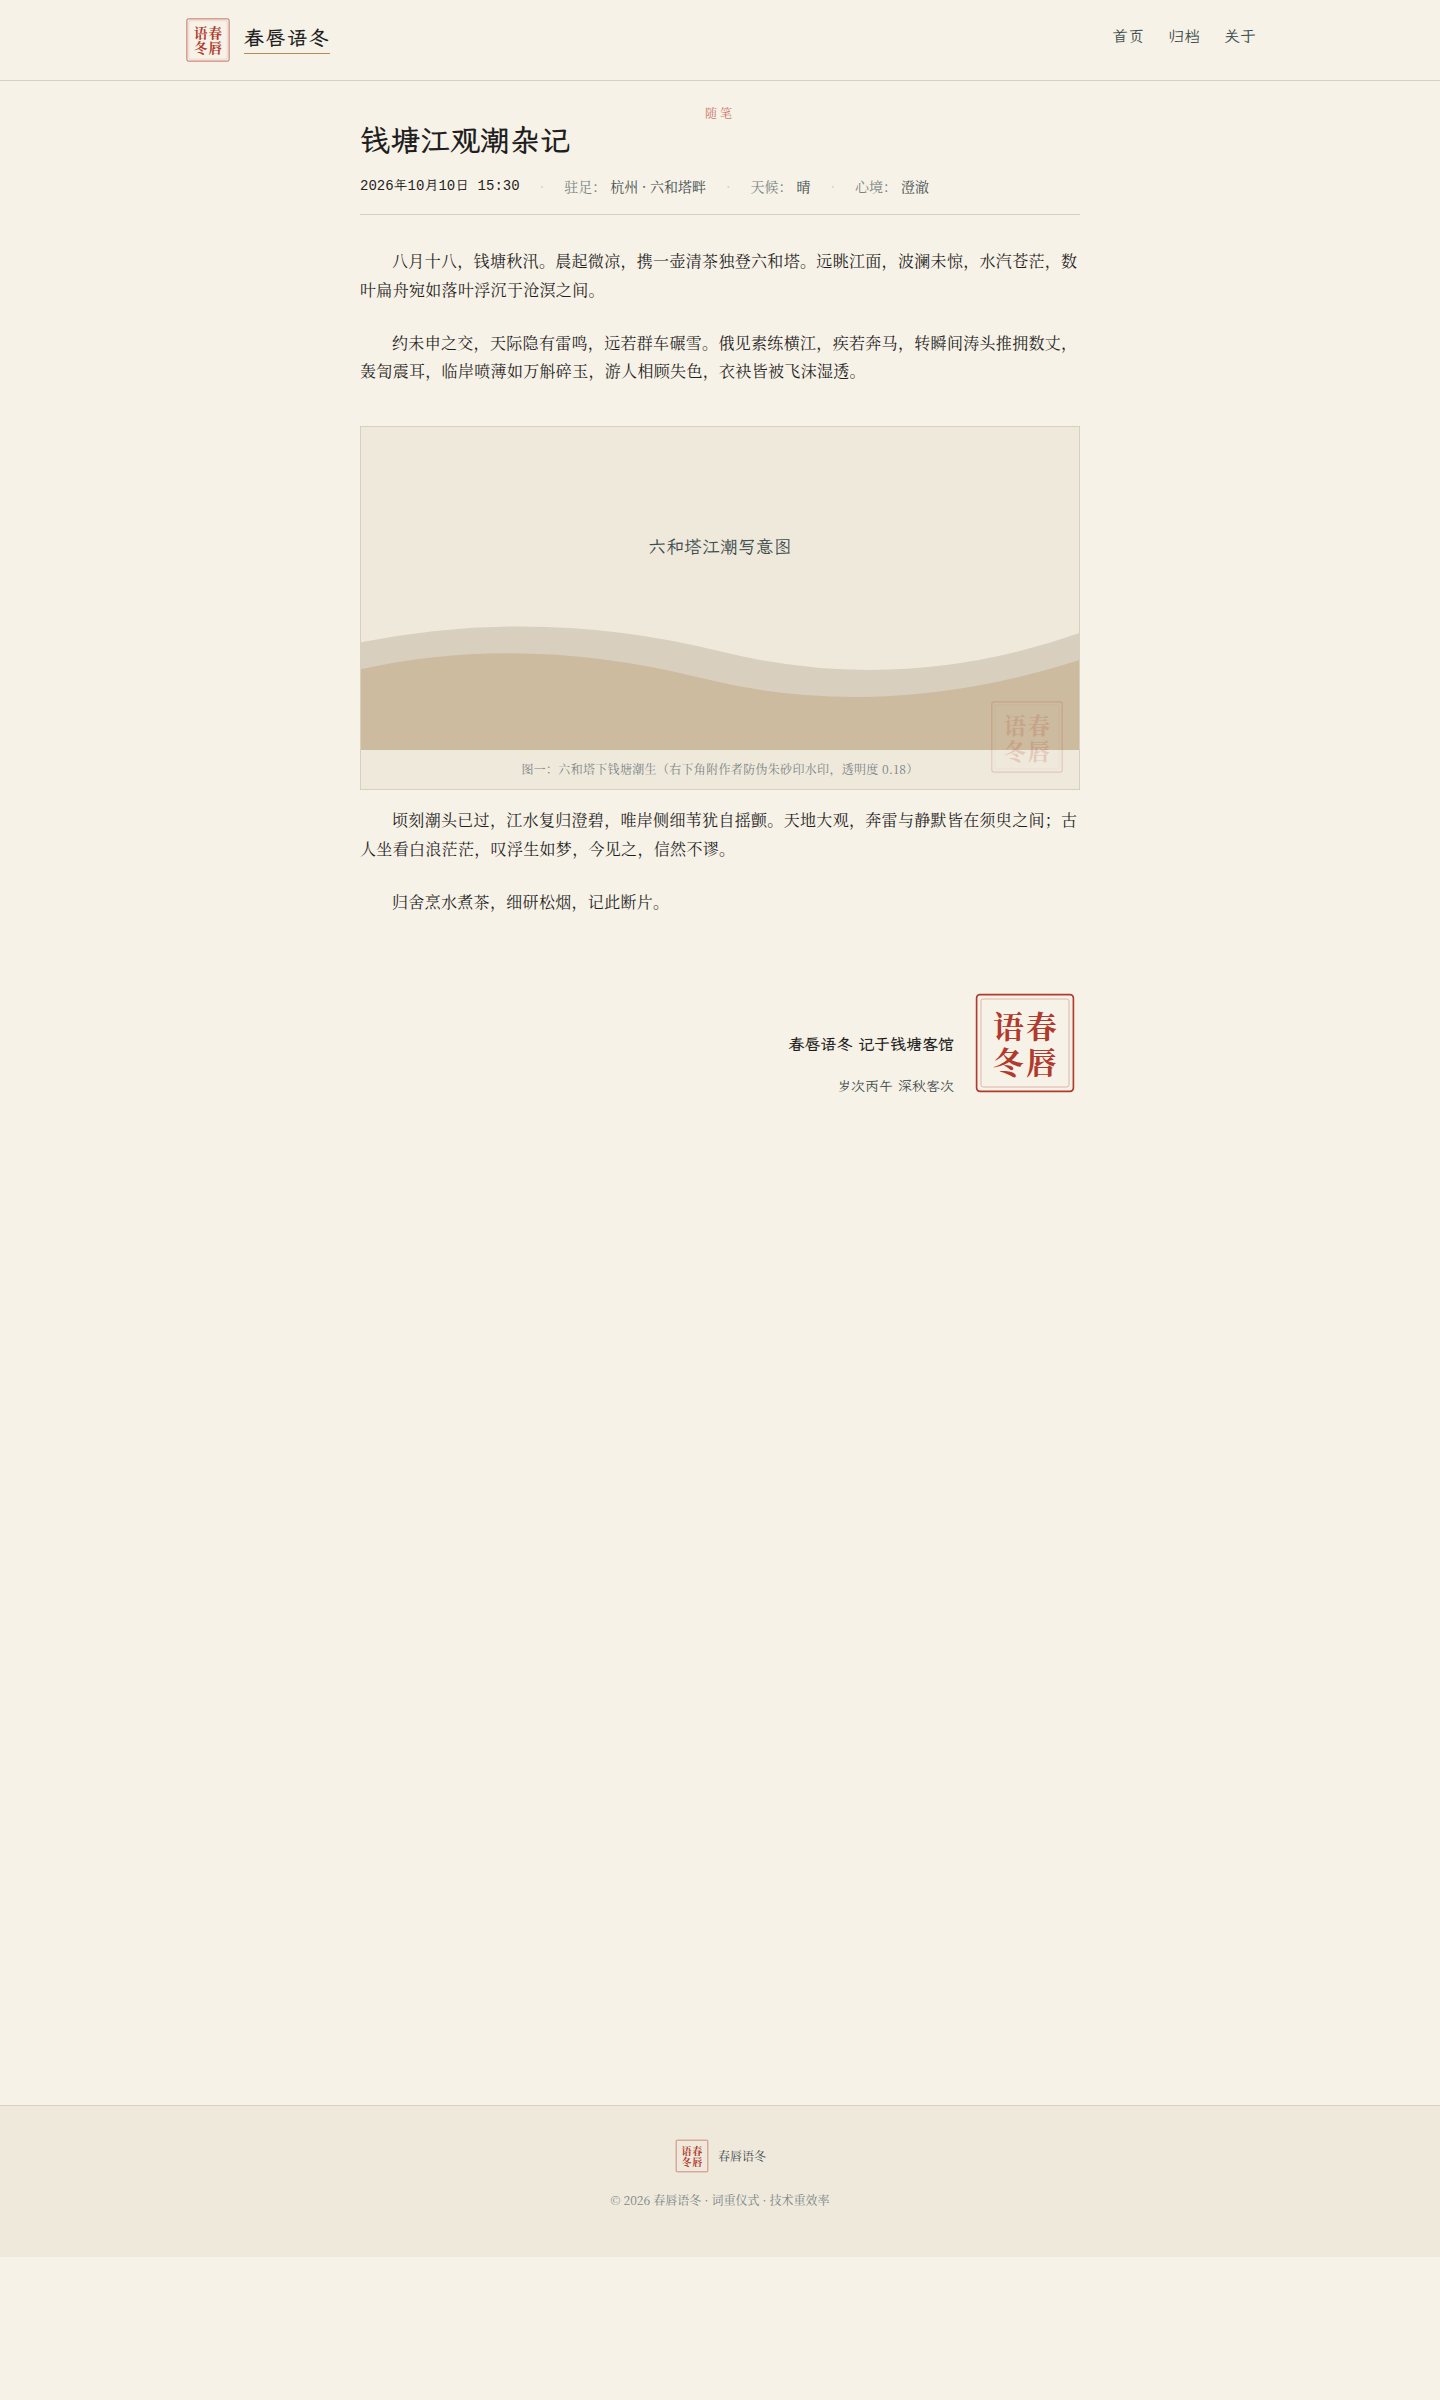 春唇语冬
春唇语冬
首页 归档 关于
随笔
钱塘江观潮杂记
2026年10月10日 15:30 · 驻足： 杭州 · 六和塔畔 · 天候： 晴 · 心境： 澄澈
八月十八，钱塘秋汛。晨起微凉，携一壶清茶独登六和塔。远眺江面，波澜未惊，水汽苍茫，数
叶扁舟宛如落叶浮沉于沧溟之间。
约未申之交，天际隐有雷鸣，远若群车碾雪。俄见素练横江，疾若奔马，转瞬间涛头推拥数丈，
轰訇震耳，临岸喷薄如万斛碎玉，游人相顾失色，衣袂皆被飞沫湿透。
六和塔江潮写意图
春唇
语冬
图一：六和塔下钱塘潮生（右下角附作者防伪朱砂印水印，透明度 0.18）
顷刻潮头已过，江水复归澄碧，唯岸侧细苇犹自摇颤。天地大观，奔雷与静默皆在须臾之间；古
人坐看白浪茫茫，叹浮生如梦，今见之，信然不谬。
归舍烹水煮茶，细研松烟，记此断片。
春唇语冬 记于钱塘客馆
岁次丙午 深秋客次
春唇
语冬
春唇
语冬
春唇语冬
© 2026 春唇语冬 · 词重仪式 · 技术重效率